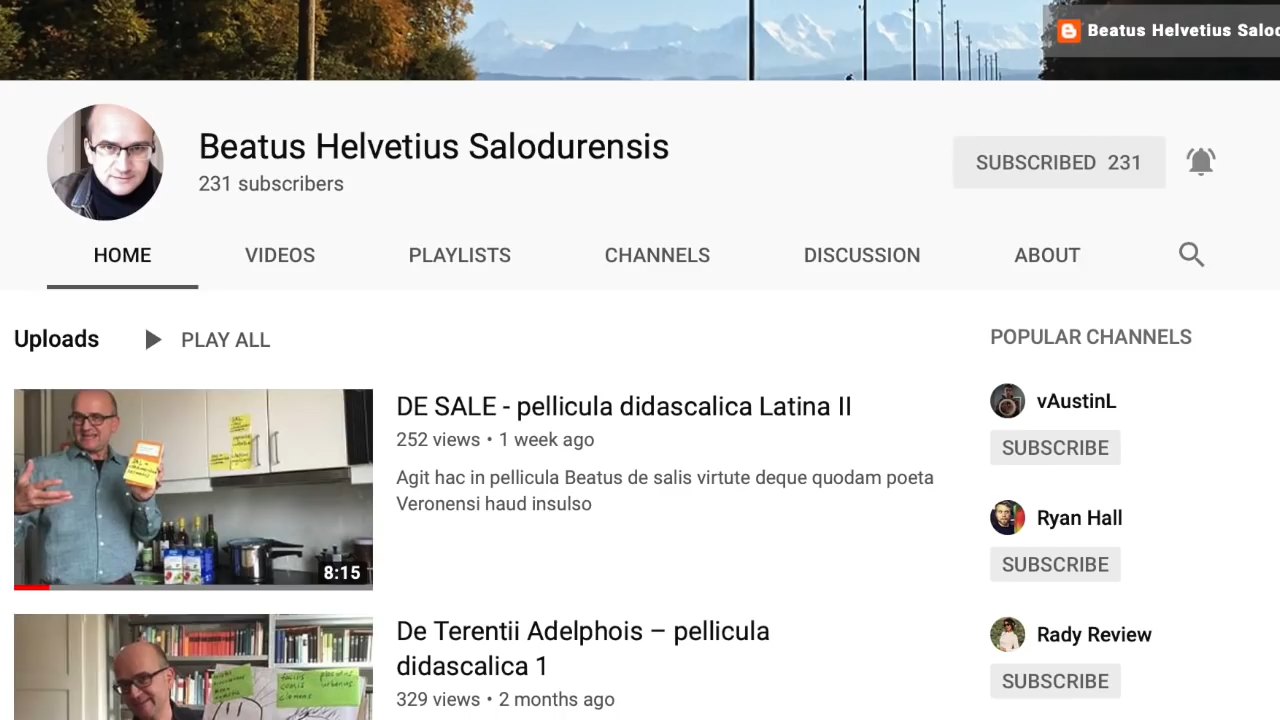 Beatus Helvetius
Beatus Helvetius Salodurensis
231 subscribers
SUBSCRIBED 231
HOME
VIDEOS
PLAYLISTS
CHANNELS
DISCUSSION
ABOUT
Uploads
PLAY ALL
DE SALE - pellicula didascalica Latina II
252 views • 1 week ago
Agit hac in pellicula Beatus de salis virtute deque quodam poeta
Veronensi haud insulso
8:15
De Terentii Adelphois – pellicula
didascalica 1
329 views • 2 months ago
POPULAR CHANNELS
vAustinL
SUBSCRIBE
Ryan Hall
SUBSCRIBE
Rady Review
SUBSCRIBE